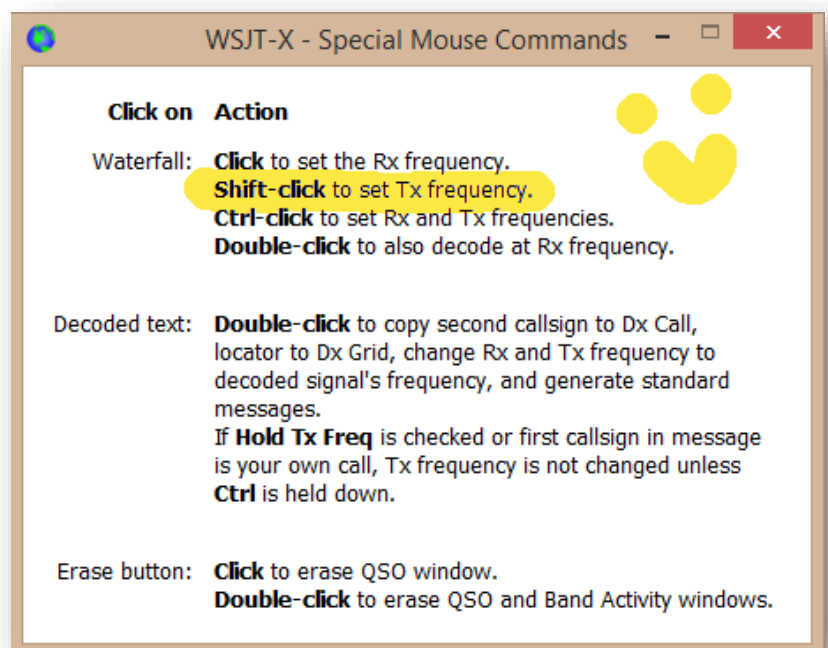 WSJT-X - Special Mouse Commands
Click on Action
Waterfall: Click to set the Rx frequency.
Shift-click to set Tx frequency.
Ctrl-click to set Rx and Tx frequencies.
Double-click to also decode at Rx frequency.
Decoded text: Double-click to copy second callsign to Dx Call,
locator to Dx Grid, change Rx and Tx frequency to
decoded signal's frequency, and generate standard
messages.
If Hold Tx Freq is checked or first callsign in message
is your own call, Tx frequency is not changed unless
Ctrl is held down.
Erase button: Click to erase QSO window.
Double-click to erase QSO and Band Activity windows.